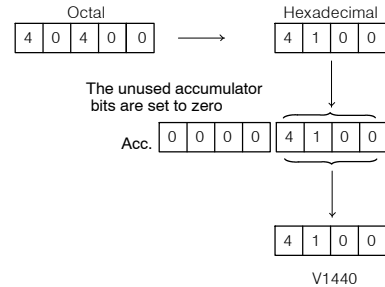 Octal
Hexadecimal
4 0 4 0 0
4 1 0 0
The unused accumulator
bits are set to zero
Acc.
0 0 0 0 4 1 0 0
4 1 0 0
V1440